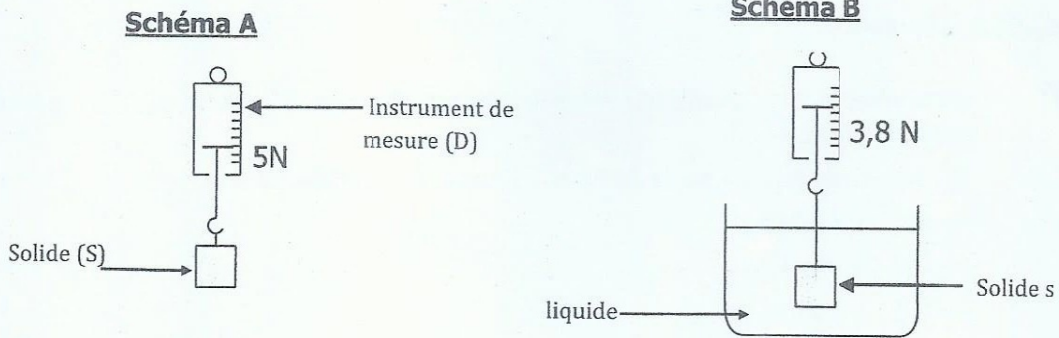 Schéma A
Schéma B
Instrument de
mesure (D)
5N
3,8 N
Solide (S)
Solide s
liquide